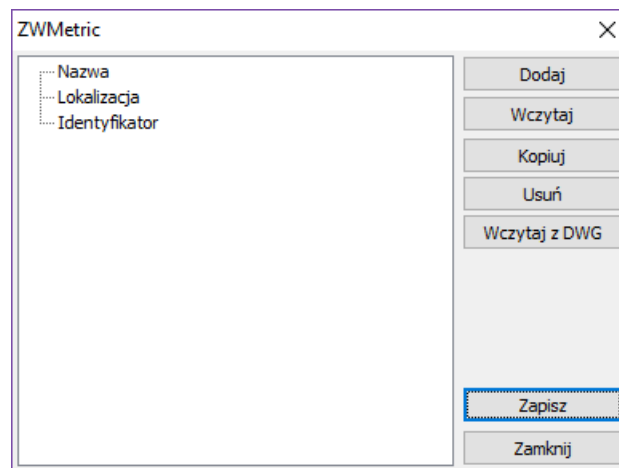 ZWMetric
Nazwa
Lokalizacja
Identyfikator
Dodaj
Wczytaj
Kopiuj
Usuń
Wczytaj z DWG
Zapisz
Zamknij